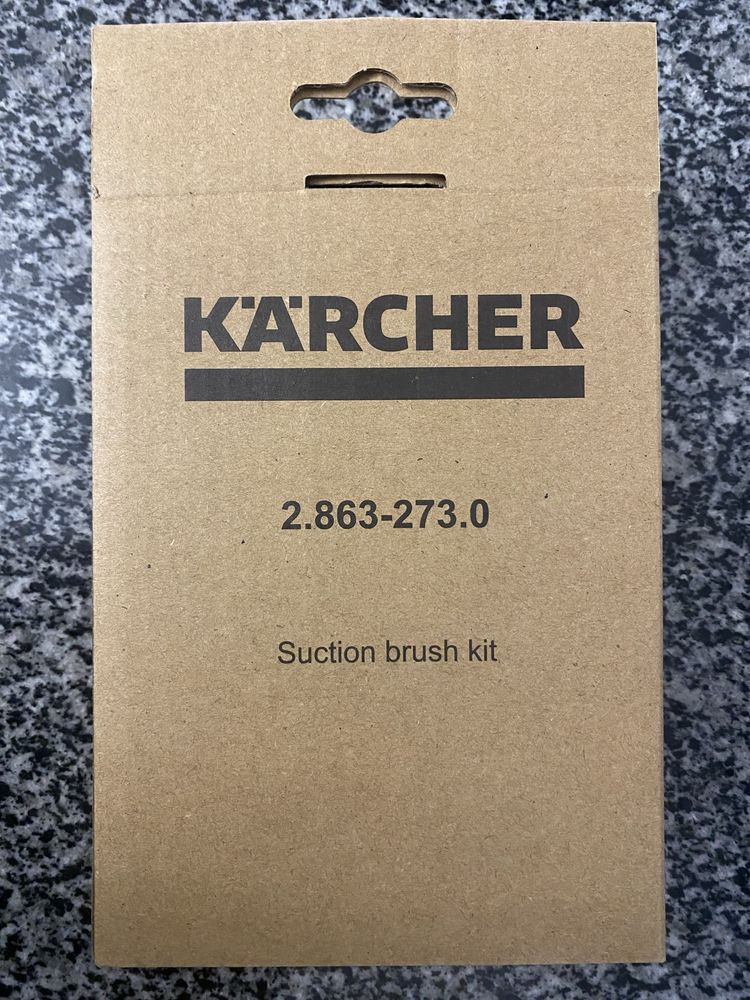 KÄRCHER
2.863-273.0
Suction brush kit